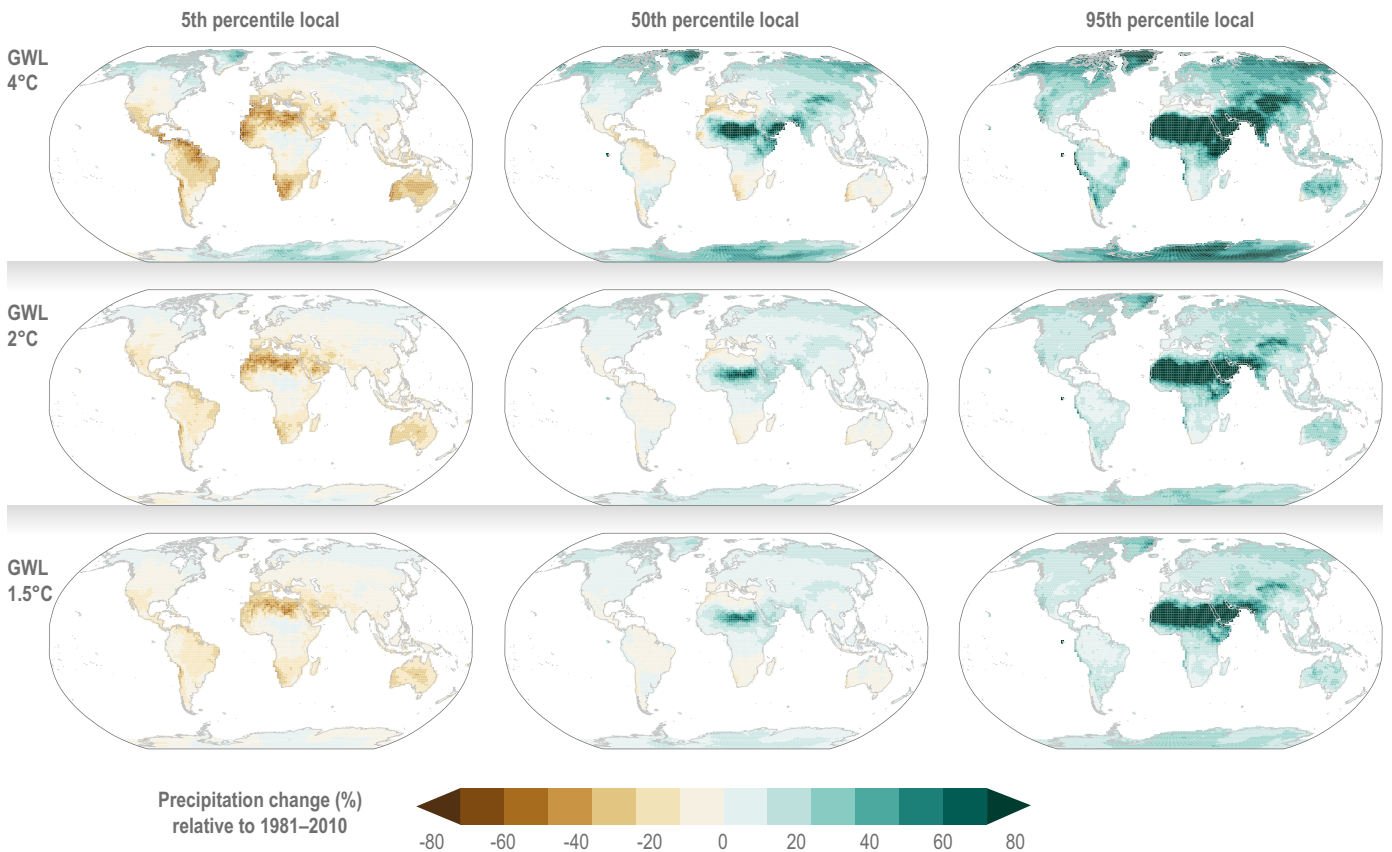 5th percentile local
50th percentile local
95th percentile local
GWL
4°C
GWL
2°C
GWL
1.5°C
Precipitation change (%)
relative to 1981–2010
-80 -60 -40 -20 0 20 40 60 80